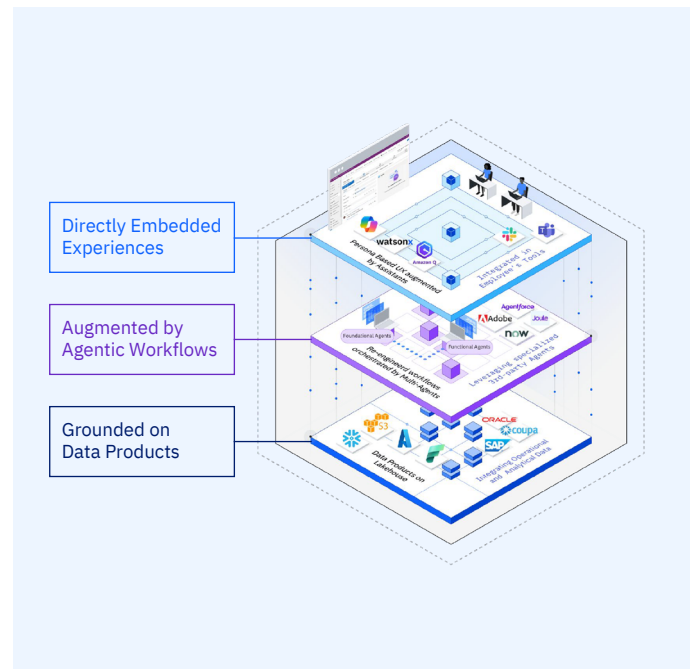 Directly Embedded
Experiences
watsonx
Amazon Q
Persona Based UX augmented
by Assistants
Integrated in
Employee's Tools
Augmented by
Agentic Workflows
Foundational Agents
Functional Agents
Agentforce
Adobe
Joule
now
Re-engineered workflows
orchestrated by Multi-Agents
Leveraging specialized
3rd-party Agents
Grounded on
Data Products
S3
ORACLE
coupa
SAP
Data Products on
Lakehouse
Integrating Operational
and Analytical Data